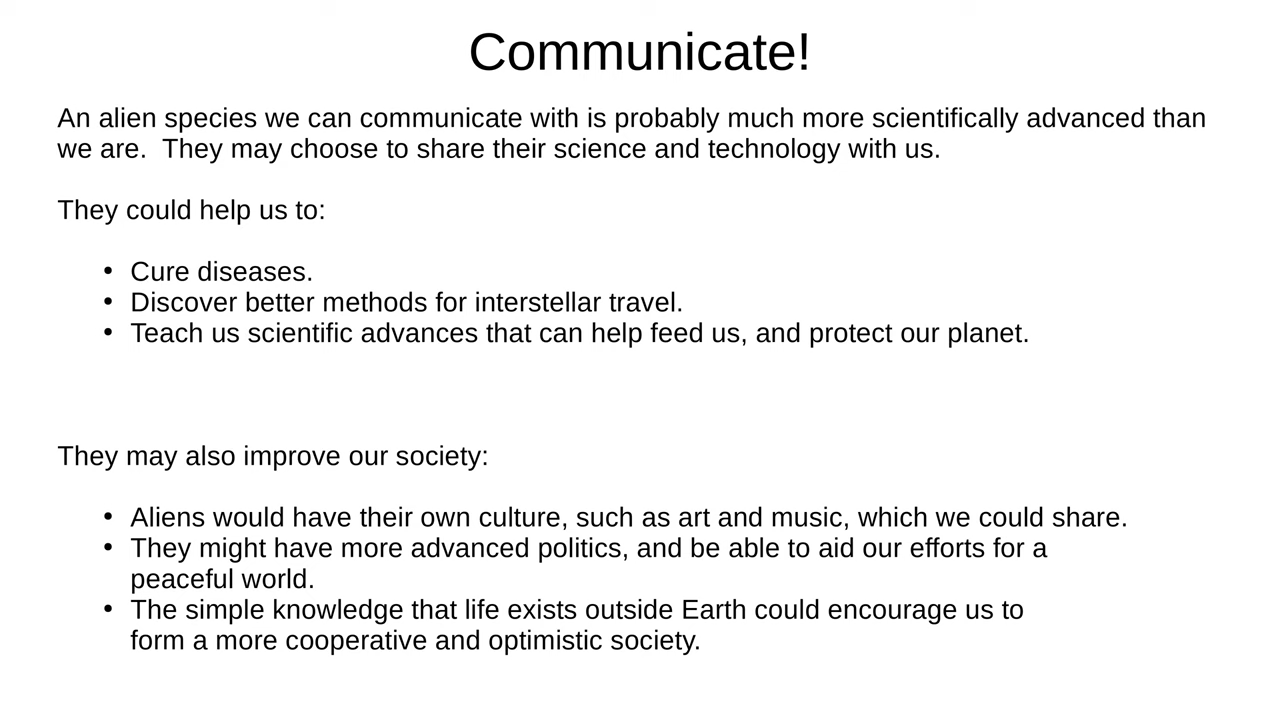 Communicate!
An alien species we can communicate with is probably much more scientifically advanced than
we are.  They may choose to share their science and technology with us.
They could help us to:
• Cure diseases.
• Discover better methods for interstellar travel.
• Teach us scientific advances that can help feed us, and protect our planet.
They may also improve our society:
• Aliens would have their own culture, such as art and music, which we could share.
• They might have more advanced politics, and be able to aid our efforts for a
peaceful world.
• The simple knowledge that life exists outside Earth could encourage us to
form a more cooperative and optimistic society.